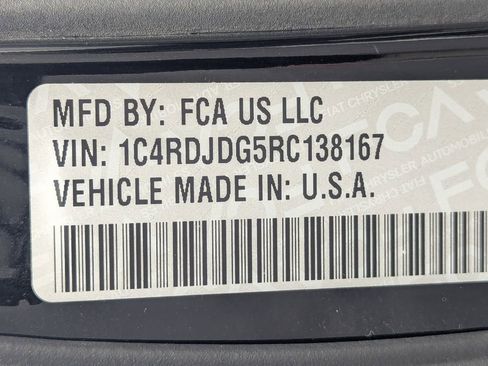 MFD BY: FCA US LLC
VIN: 1C4RDJDG5RC138167
VEHICLE MADE IN: U.S.A.